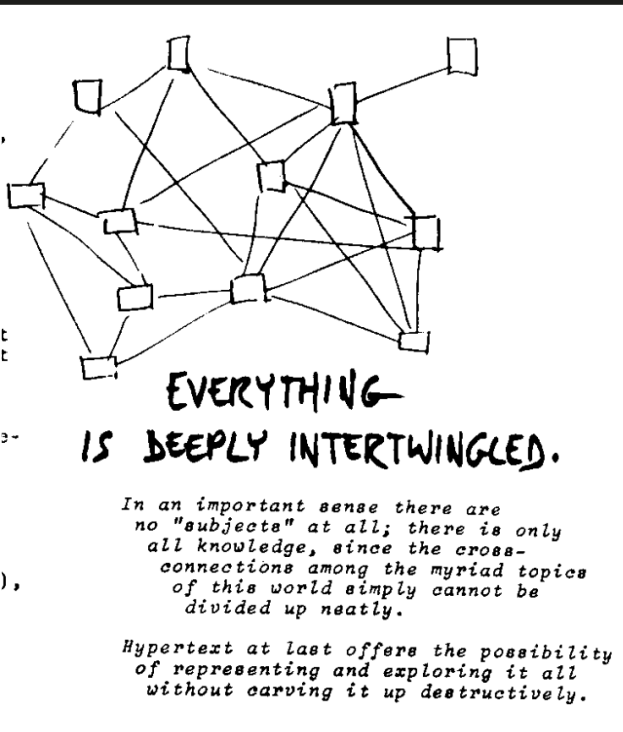 ,
t
t
EVERYTHING
e-
IS DEEPLY INTERTWINGLED.
In an important sense there are
no "subjects" at all; there is only
all knowledge, since the cross-
connections among the myriad topics
),
of this world simply cannot be
divided up neatly.
Hypertext at last offers the possibility
of representing and exploring it all
without carving it up destructively.